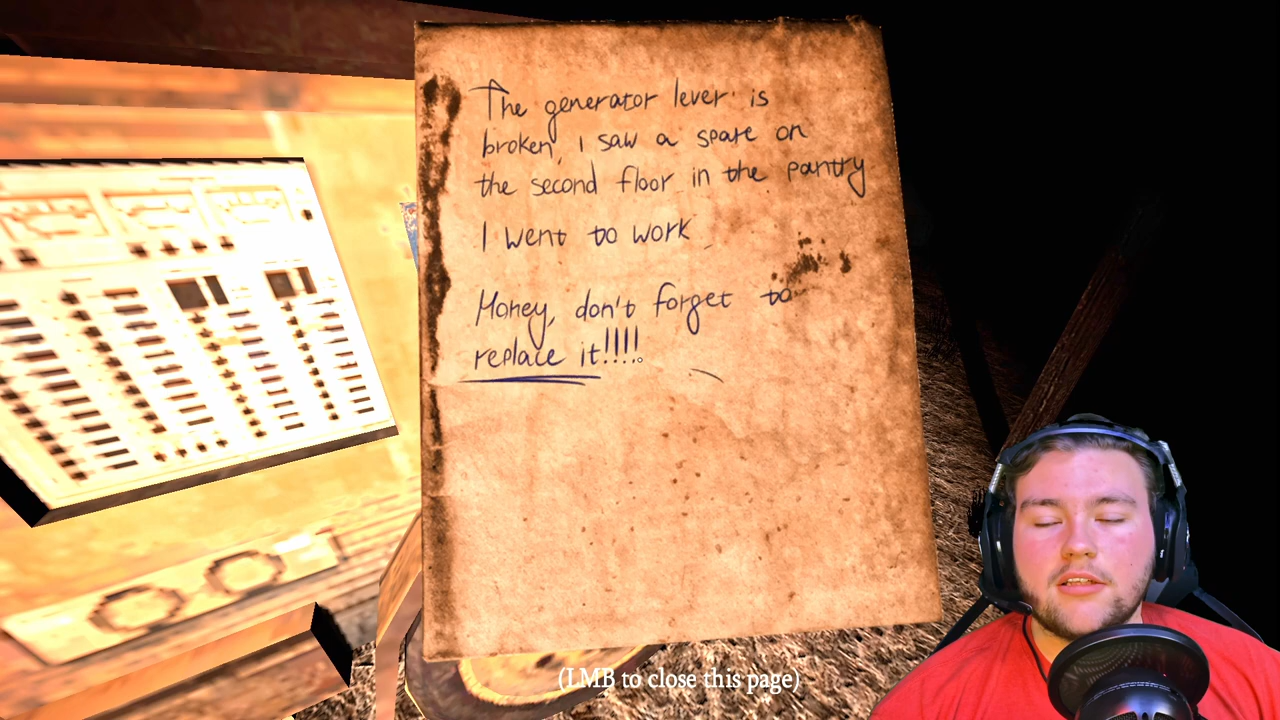 The generator lever is
broken, I saw a spare on
the second floor in the pantry
I went to work
Honey, don't forget to
replace it!!!!
(LMB to close this page)